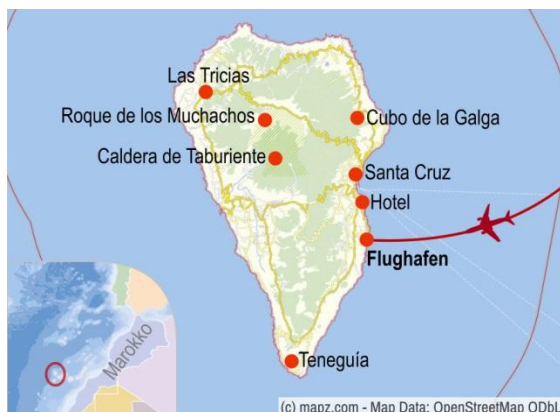 Las Tricias
Roque de los Muchachos
Cubo de la Galga
Caldera de Taburiente
Santa Cruz
Hotel
Flughafen
Marokko
Teneguía
(c) mapz.com - Map Data: OpenStreetMap ODbL